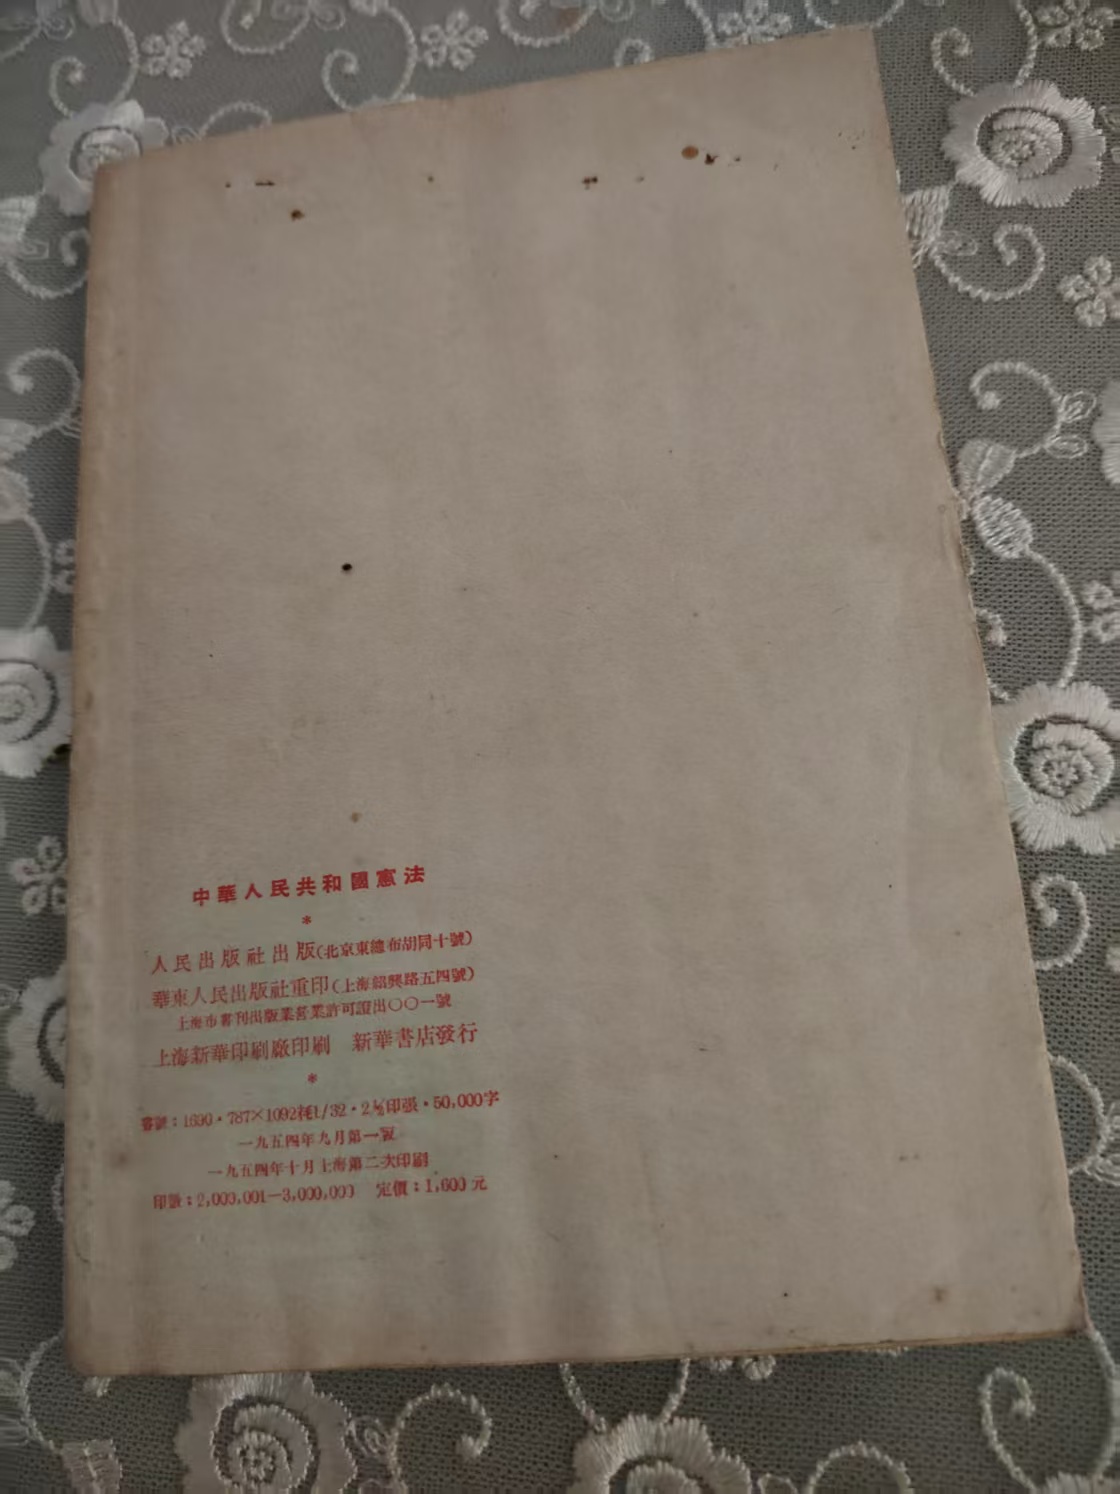 中華人民共和國憲法
*
人民出版社出版(北京東總布胡同十號)
華東人民出版社重印(上海紹興路五四號)
上海市書刊出版業營業許可證出〇〇一號
上海新華印刷廠印刷 新華書店發行
*
書號:1690·787×1092耗1/32·2½印張·50,000字
一九五四年九月第一版
一九五四年十月上海第二次印刷
印數:2,000,001—3,000,000 定價:1,600元